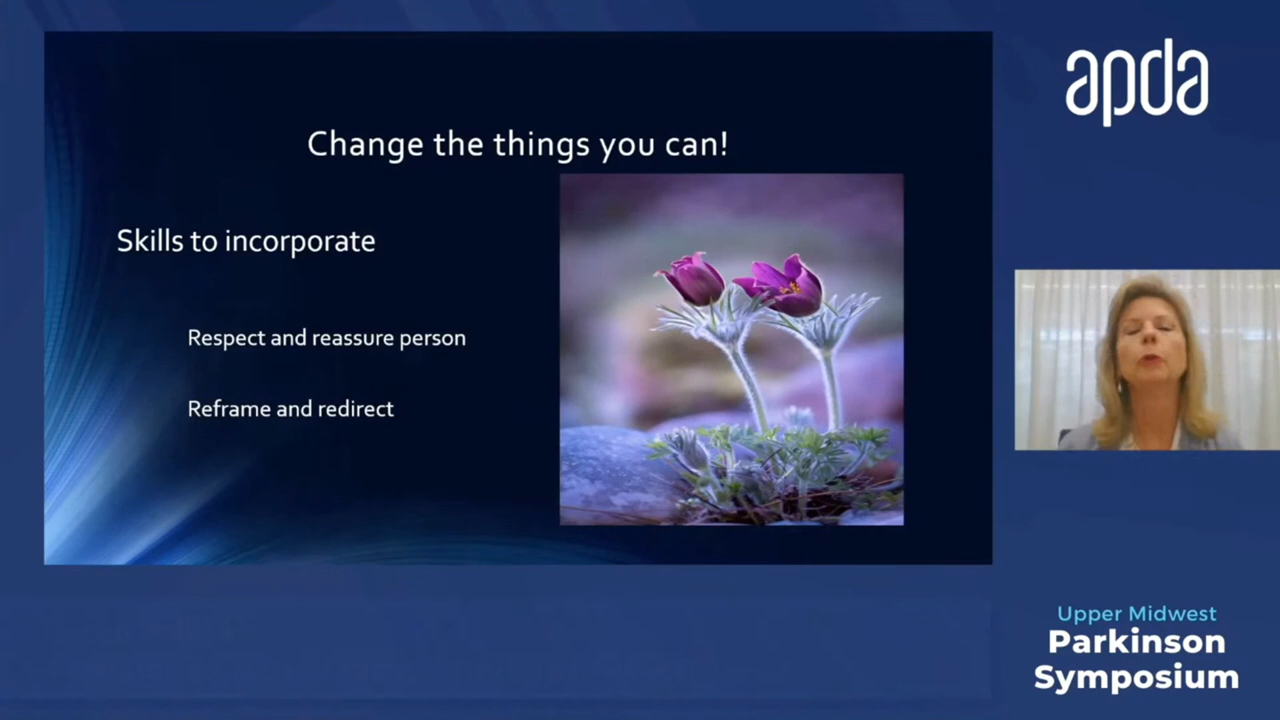 Change the things you can!
Skills to incorporate
Respect and reassure person
Reframe and redirect
apda
Upper Midwest
Parkinson
Symposium